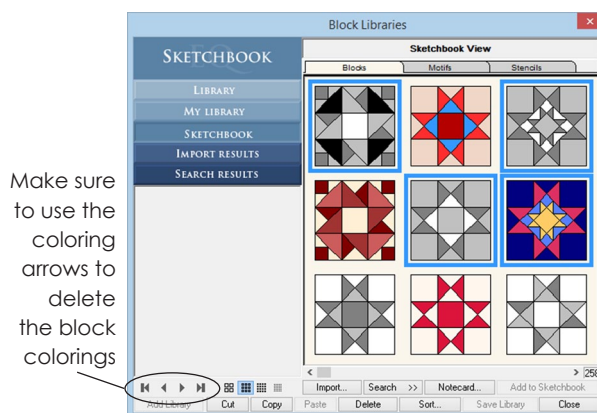 Block Libraries
x
SKETCHBOOK
Sketchbook View
Blocks
Motifs
Stencils
LIBRARY
MY LIBRARY
SKETCHBOOK
IMPORT RESULTS
SEARCH RESULTS
Make sure
to use the
coloring
arrows to
delete
the block
colorings
< > 258
Import... Search >> Notecard... Add to Sketchbook
Add Library Cut Copy Paste Delete Sort... Save Library Close